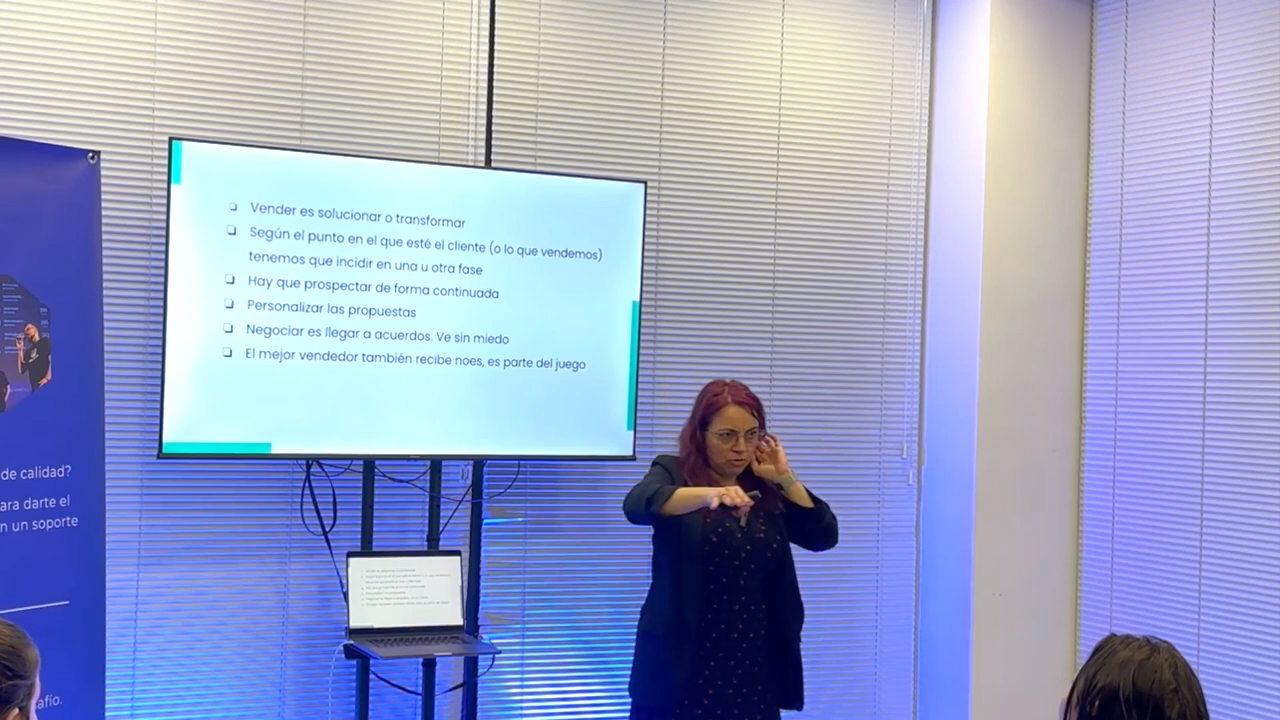 Vender es solucionar o transformar
Según el punto en el que esté el cliente (o lo que vendemos)
tenemos que incidir en una u otra fase
Hay que prospectar de forma continuada
Personalizar las propuestas
Negociar es llegar a acuerdos. Ve sin miedo
El mejor vendedor también recibe noes, es parte del juego
de calidad?
ara darte el
n un soporte
afío.